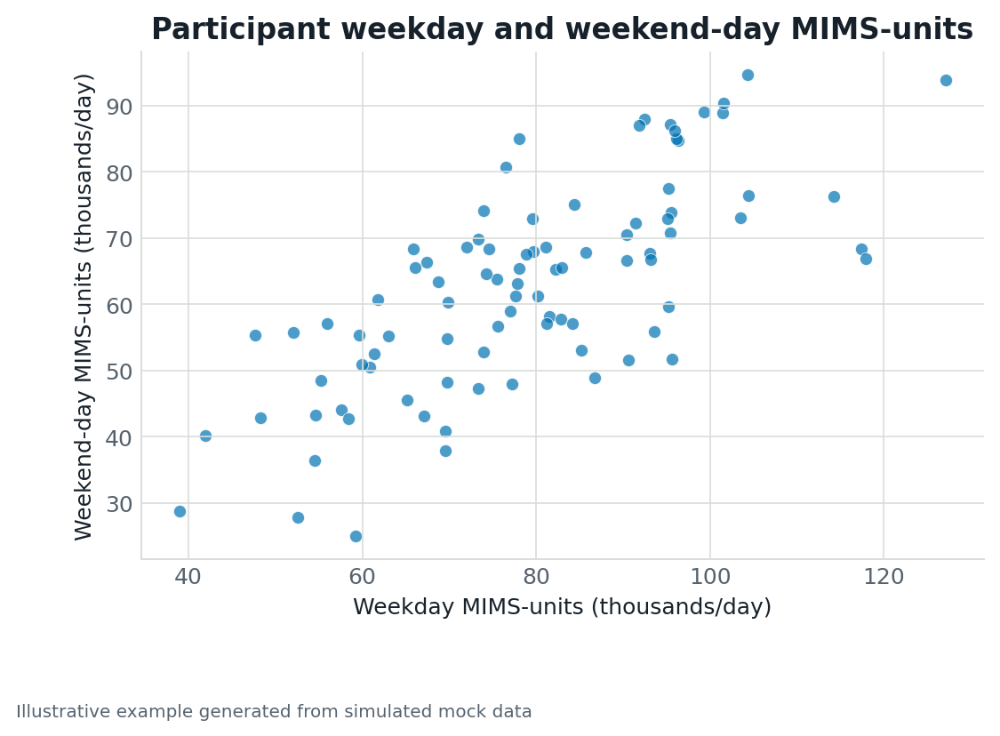 Participant weekday and weekend-day MIMS-units
Weekend-day MIMS-units (thousands/day)
90
80
70
60
50
40
30
40 60 80 100 120
Weekday MIMS-units (thousands/day)
Illustrative example generated from simulated mock data